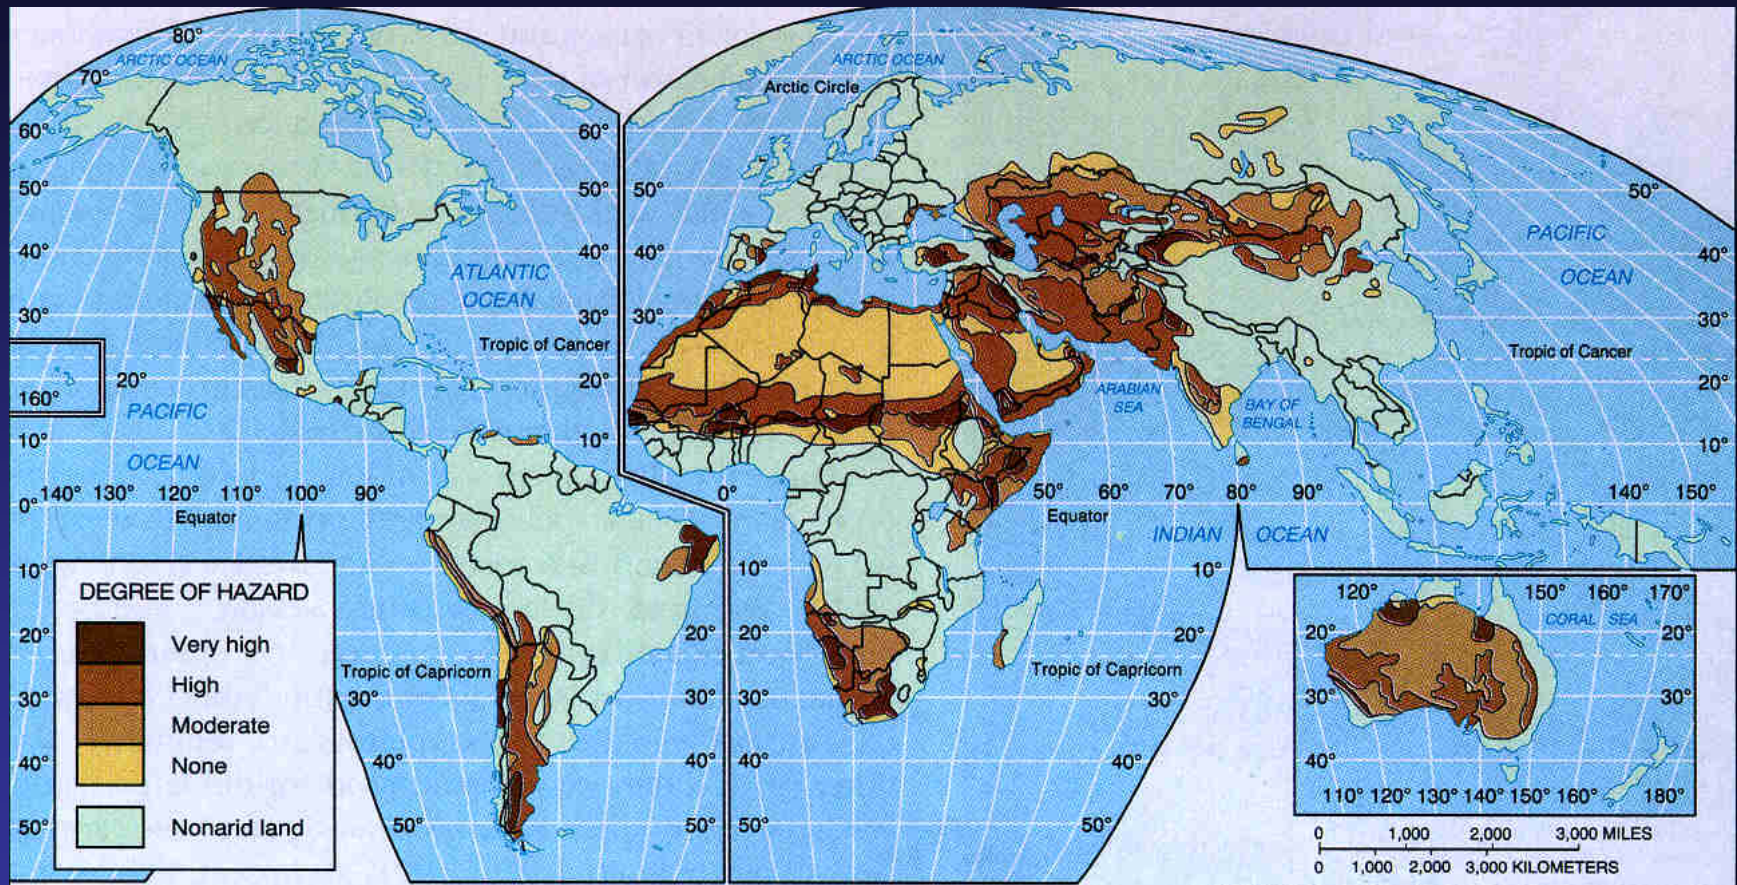 80°
ARCTIC OCEAN
70°
60°
60°
50°
50°
40°
40°
ATLANTIC
OCEAN
30°
30°
Tropic of Cancer
160°
20°
20°
PACIFIC
10°
10°
OCEAN
0° 140° 130° 120° 110° 100° 90°
Equator
10°
20°
Tropic of Capricorn
30°
40°
40°
50°
50°
50°
ARCTIC OCEAN
Arctic Circle
60°
50°
50°
40°
PACIFIC
40°
OCEAN
30°
30°
Tropic of Cancer
20°
20°
ARABIAN
SEA
BAY OF
BENGAL
10°
10°
0°
50° 60° 70° 80° 90°
140° 150°
Equator
INDIAN OCEAN
10°
10°
20°
20°
Tropic of Capricorn
30°
30°
40°
40°
50°
50°
DEGREE OF HAZARD
Very high
High
Moderate
None
Nonarid land
120° 150° 160° 170°
CORAL SEA
20°
20°
30°
30°
40°
40°
110° 120° 130° 140° 150° 160° 180°
0 1,000 2,000 3,000 MILES
0 1,000 2,000 3,000 KILOMETERS